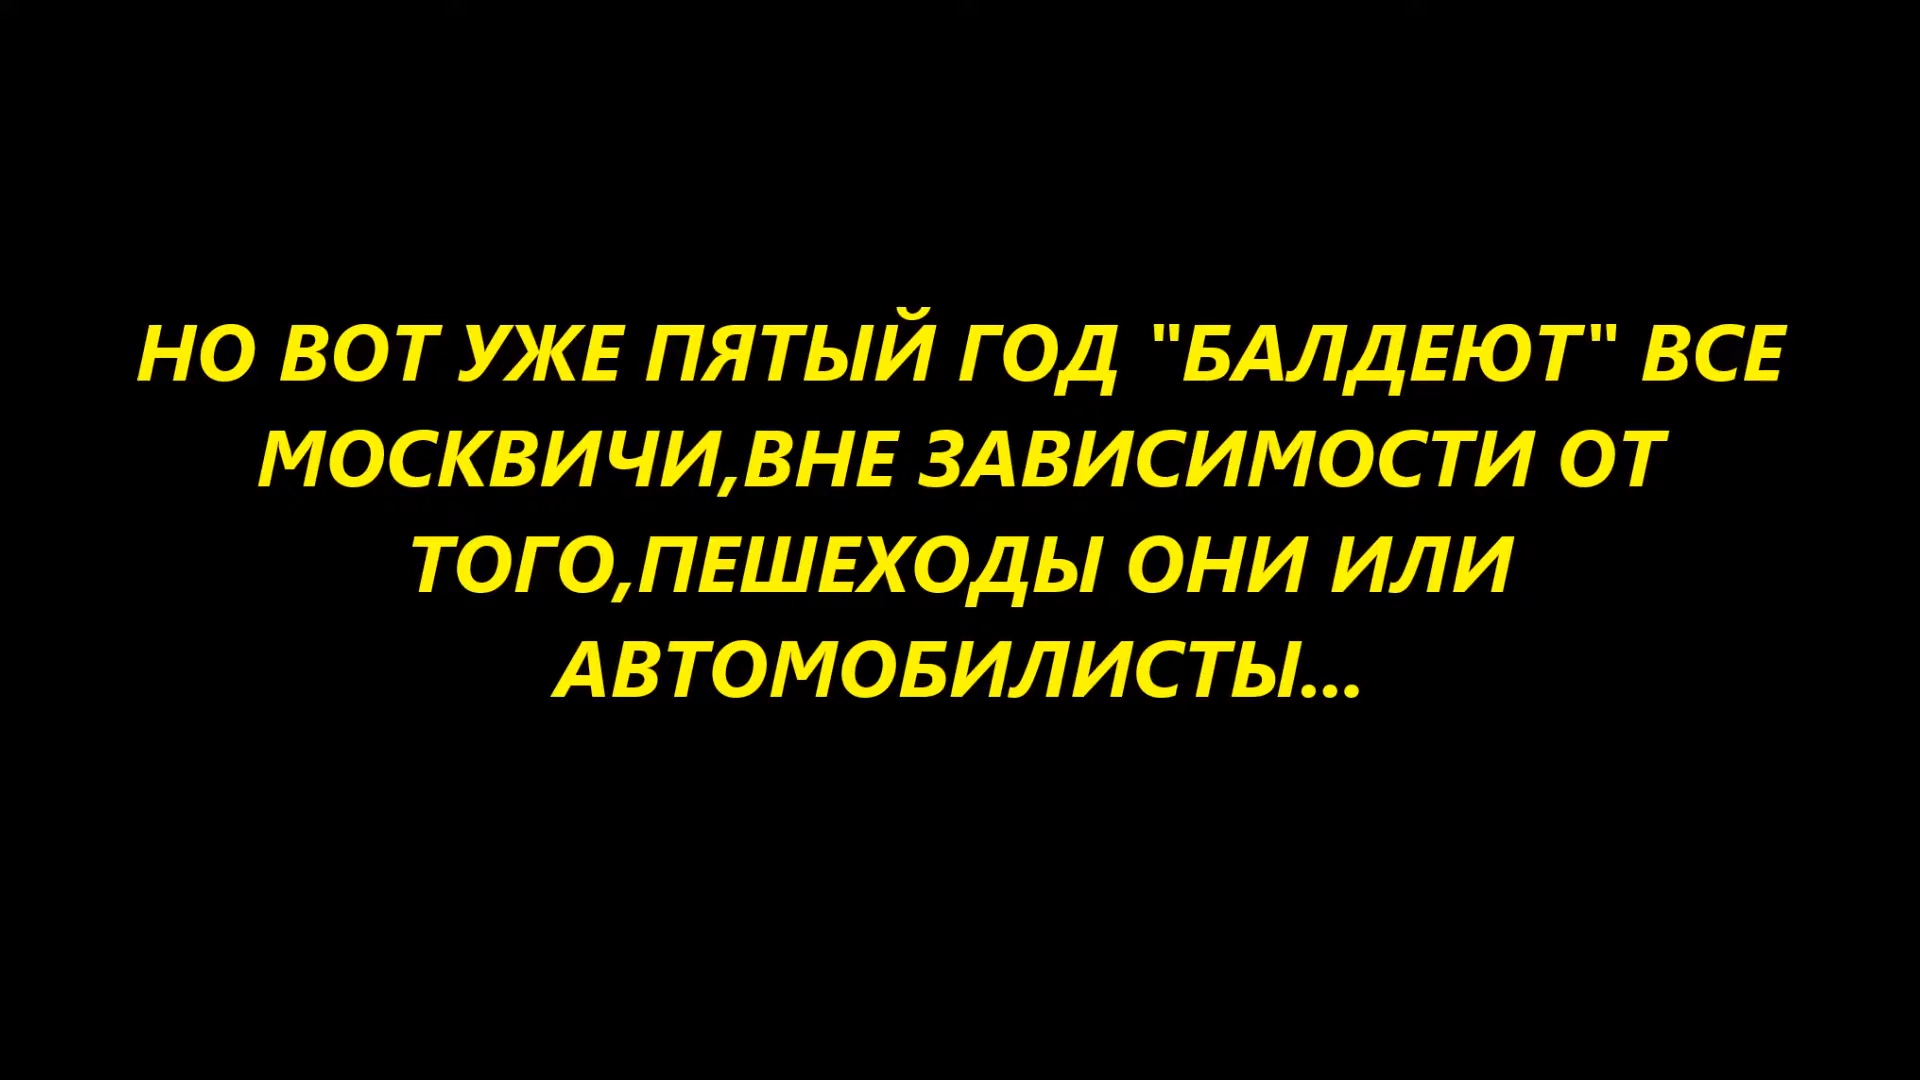 НО ВОТ УЖЕ ПЯТЫЙ ГОД "БАЛДЕЮТ" ВСЕ
МОСКВИЧИ,ВНЕ ЗАВИСИМОСТИ ОТ
ТОГО,ПЕШЕХОДЫ ОНИ ИЛИ
АВТОМОБИЛИСТЫ...